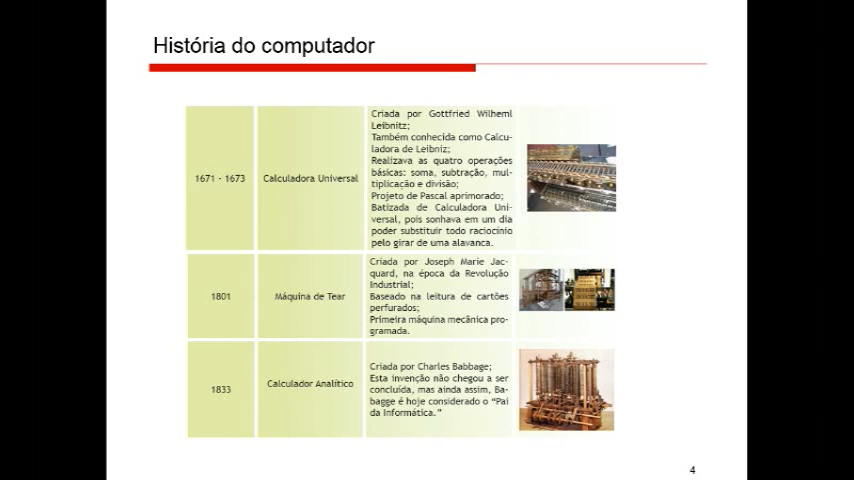 História do computador
1671 - 1673
Calculadora Universal
Criada por Gottfried Wilheml
Leibnitz;
Também conhecida como Calcu-
ladora de Leibniz;
Realizava as quatro operações
básicas: soma, subtração, mul-
tiplicação e divisão;
Projeto de Pascal aprimorado;
Batizada de Calculadora Uni-
versal, pois sonhava em um dia
poder substituir todo raciocínio
pelo girar de uma alavanca.
1801
Máquina de Tear
Criada por Joseph Marie Jac-
quard, na época da Revolução
Industrial;
Baseado na leitura de cartões
perfurados;
Primeira máquina mecânica pro-
gramada.
1833
Calculador Analítico
Criada por Charles Babbage;
Esta invenção não chegou a ser
concluída, mas ainda assim, Ba-
bagge é hoje considerado o “Pai
da Informática.”
4